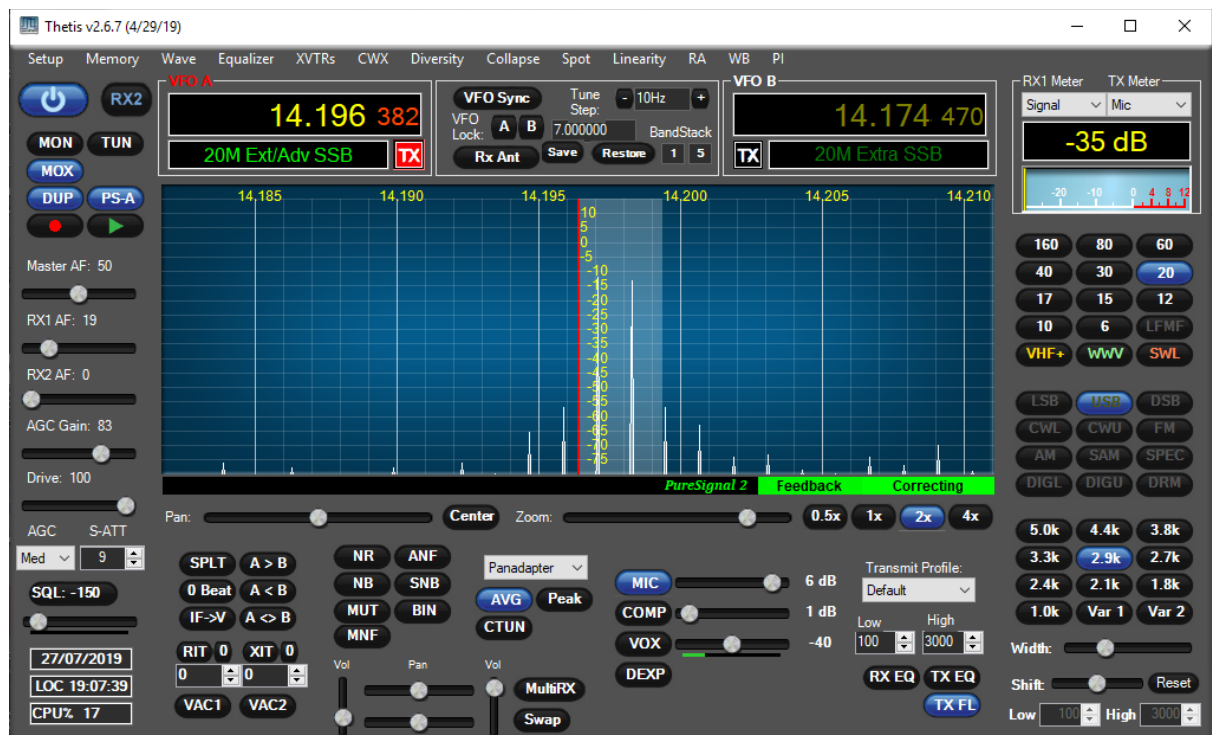 Thetis v2.6.7 (4/29/19)
Setup Memory Wave Equalizer XVTRs CWX Diversity Collapse Spot Linearity RA WB PI
RX2
MON TUN
MOX
DUP PS-A
Master AF: 50
RX1 AF: 19
RX2 AF: 0
AGC Gain: 83
Drive: 100
AGC S-ATT
Med 9
SQL: -150
27/07/2019
LOC 19:07:39
CPU% 17
VFO A
14.196 382
20M Ext/Adv SSB TX
VFO Sync Tune Step: - 10Hz +
VFO Lock: A B 7.000000 BandStack
Rx Ant Save Restore 1 5
VFO B
14.174 470
TX 20M Extra SSB
RX1 Meter TX Meter
Signal Mic
-35 dB
-20 -10 0 4 8 12
14.185 14.190 14.195 14.200 14.205 14.210
10
5
0
-5
-10
-15
-20
-25
-30
-35
-40
-45
-50
-55
-60
-65
-70
-75
PureSignal 2 Feedback Correcting
Pan: Center Zoom: 0.5x 1x 2x 4x
SPLT A > B
0 Beat A < B
IF->V A <> B
RIT 0 XIT 0
0 0
VAC1 VAC2
NR ANF
NB SNB
MUT BIN
MNF
Vol Pan Vol
MultiRX
Swap
Panadapter
AVG Peak
CTUN
MIC 6 dB
COMP 1 dB
VOX -40
DEXP
Transmit Profile:
Default
Low High
100 3000
RX EQ TX EQ
TX FL
160 80 60
40 30 20
17 15 12
10 6 LFMF
VHF+ WWV SWL
LSB USB DSB
CWL CWU FM
AM SAM SPEC
DIGL DIGU DRM
5.0k 4.4k 3.8k
3.3k 2.9k 2.7k
2.4k 2.1k 1.8k
1.0k Var 1 Var 2
Width:
Shift: Reset
Low 100 High 3000